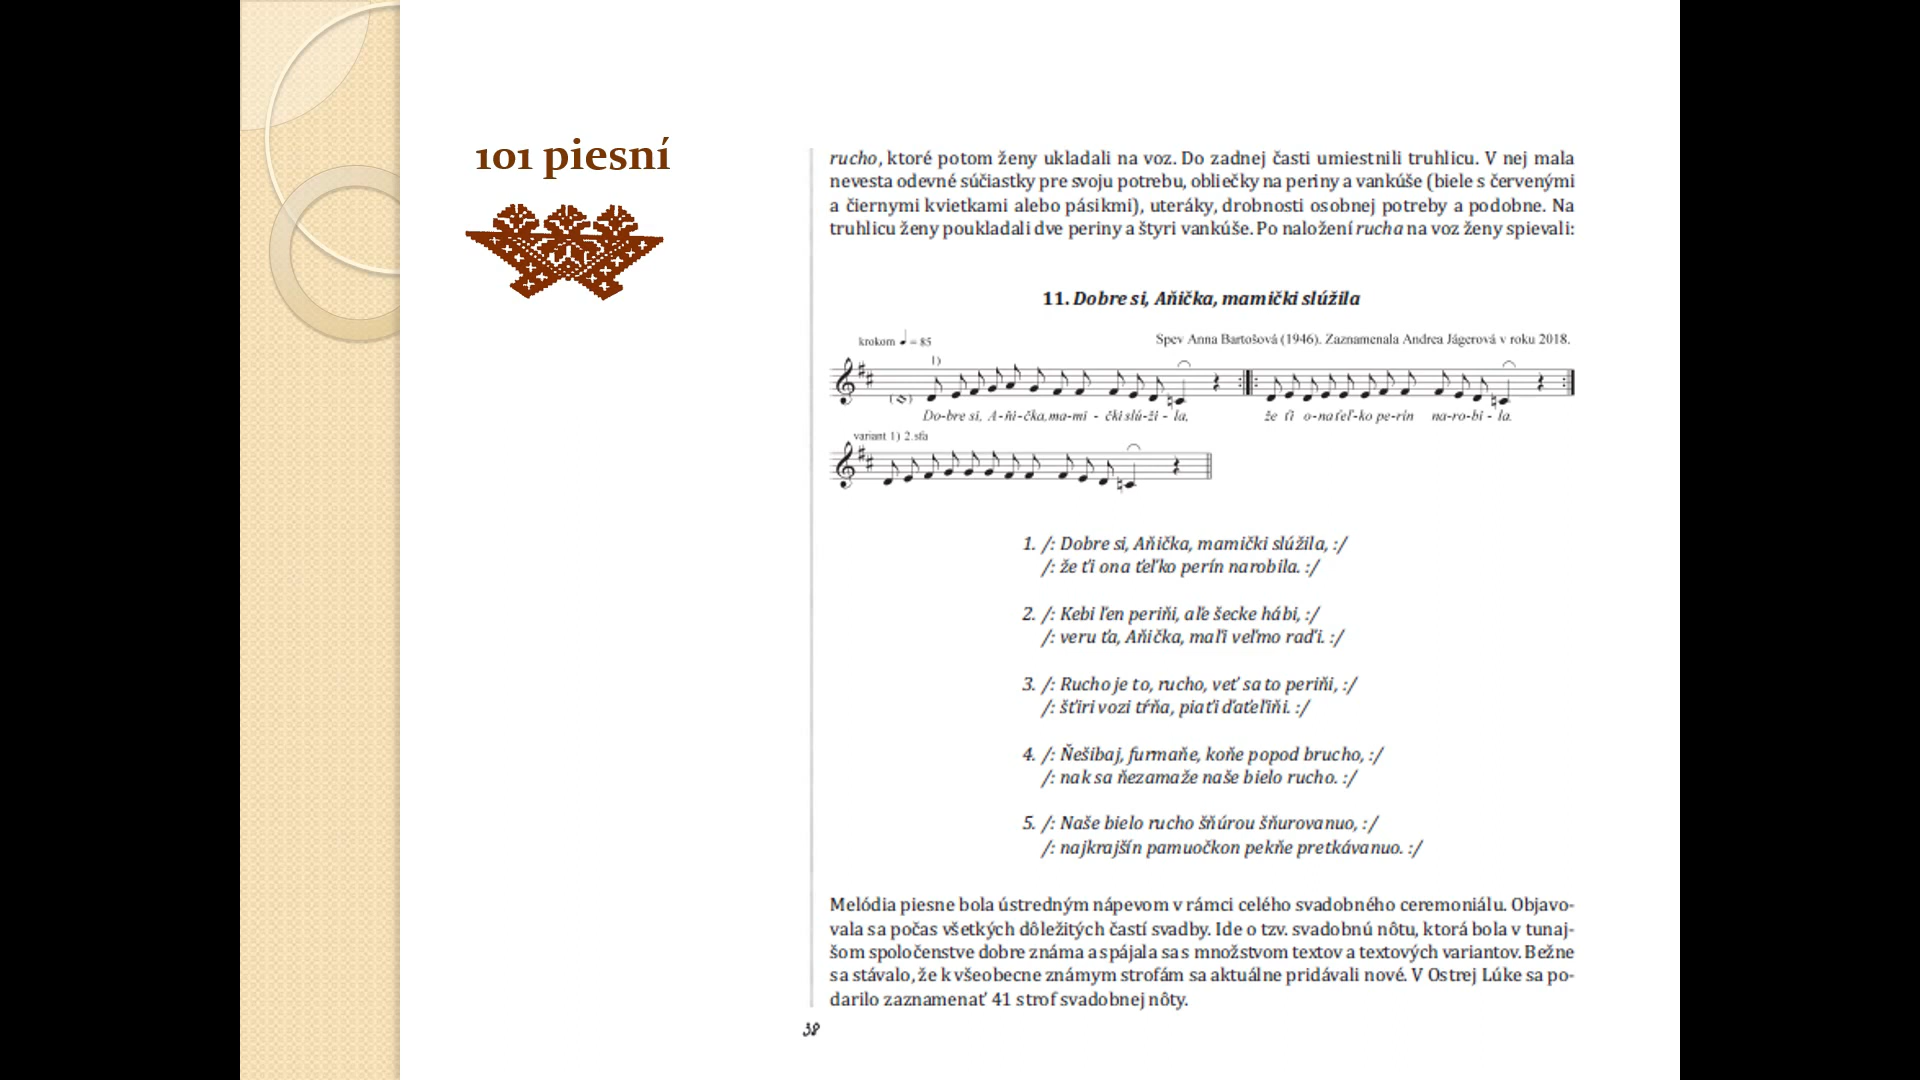 101 piesní
rucho, ktoré potom ženy ukladali na voz. Do zadnej časti umiestnili truhlicu. V nej mala
nevesta odevné súčiastky pre svoju potrebu, obliečky na periny a vankúše (biele s červenými
a čiernymi kvietkami alebo pásikmi), uteráky, drobnosti osobnej potreby a podobne. Na
truhlicu ženy poukladali dve periny a štyri vankúše. Po naložení rucha na voz ženy spievali:
11. Dobre si, Aňička, mamički slúžila
krokom ♩ = 85
Spev Anna Bartošová (1946). Zaznamenala Andrea Jágerová v roku 2018.
1)
Do-bre si, A-ňi-čka, ma-mi - čki slú-ži - la, že ťi o-na ťeľ-ko pe-rín na-ro-bi - la.
variant 1) 2. sfa
1. /: Dobre si, Aňička, mamički slúžila, :/
/: že ťi ona ťeľko perín narobila. :/
2. /: Kebi ľen periňi, aľe šecke hábi, :/
/: veru ťa, Aňička, maľi veľmo raďi. :/
3. /: Rucho je to, rucho, veť sa to periňi, :/
/: šťiri vozi tŕňa, piaťi ďaťeľiňi. :/
4. /: Ňešibaj, furmaňe, koňe popod brucho, :/
/: nak sa ňezamaže naše bielo rucho. :/
5. /: Naše bielo rucho šňúrou šňurovanuo, :/
/: najkrajšín pamuočkon pekňe pretkávanuo. :/
Melódia piesne bola ústredným nápevom v rámci celého svadobného ceremoniálu. Objavo-
vala sa počas všetkých dôležitých častí svadby. Ide o tzv. svadobnú nôtu, ktorá bola v tunaj-
šom spoločenstve dobre známa a spájala sa s množstvom textov a textových variantov. Bežne
sa stávalo, že k všeobecne známym strofám sa aktuálne pridávali nové. V Ostrej Lúke sa po-
darilo zaznamenať 41 strof svadobnej nôty.
38